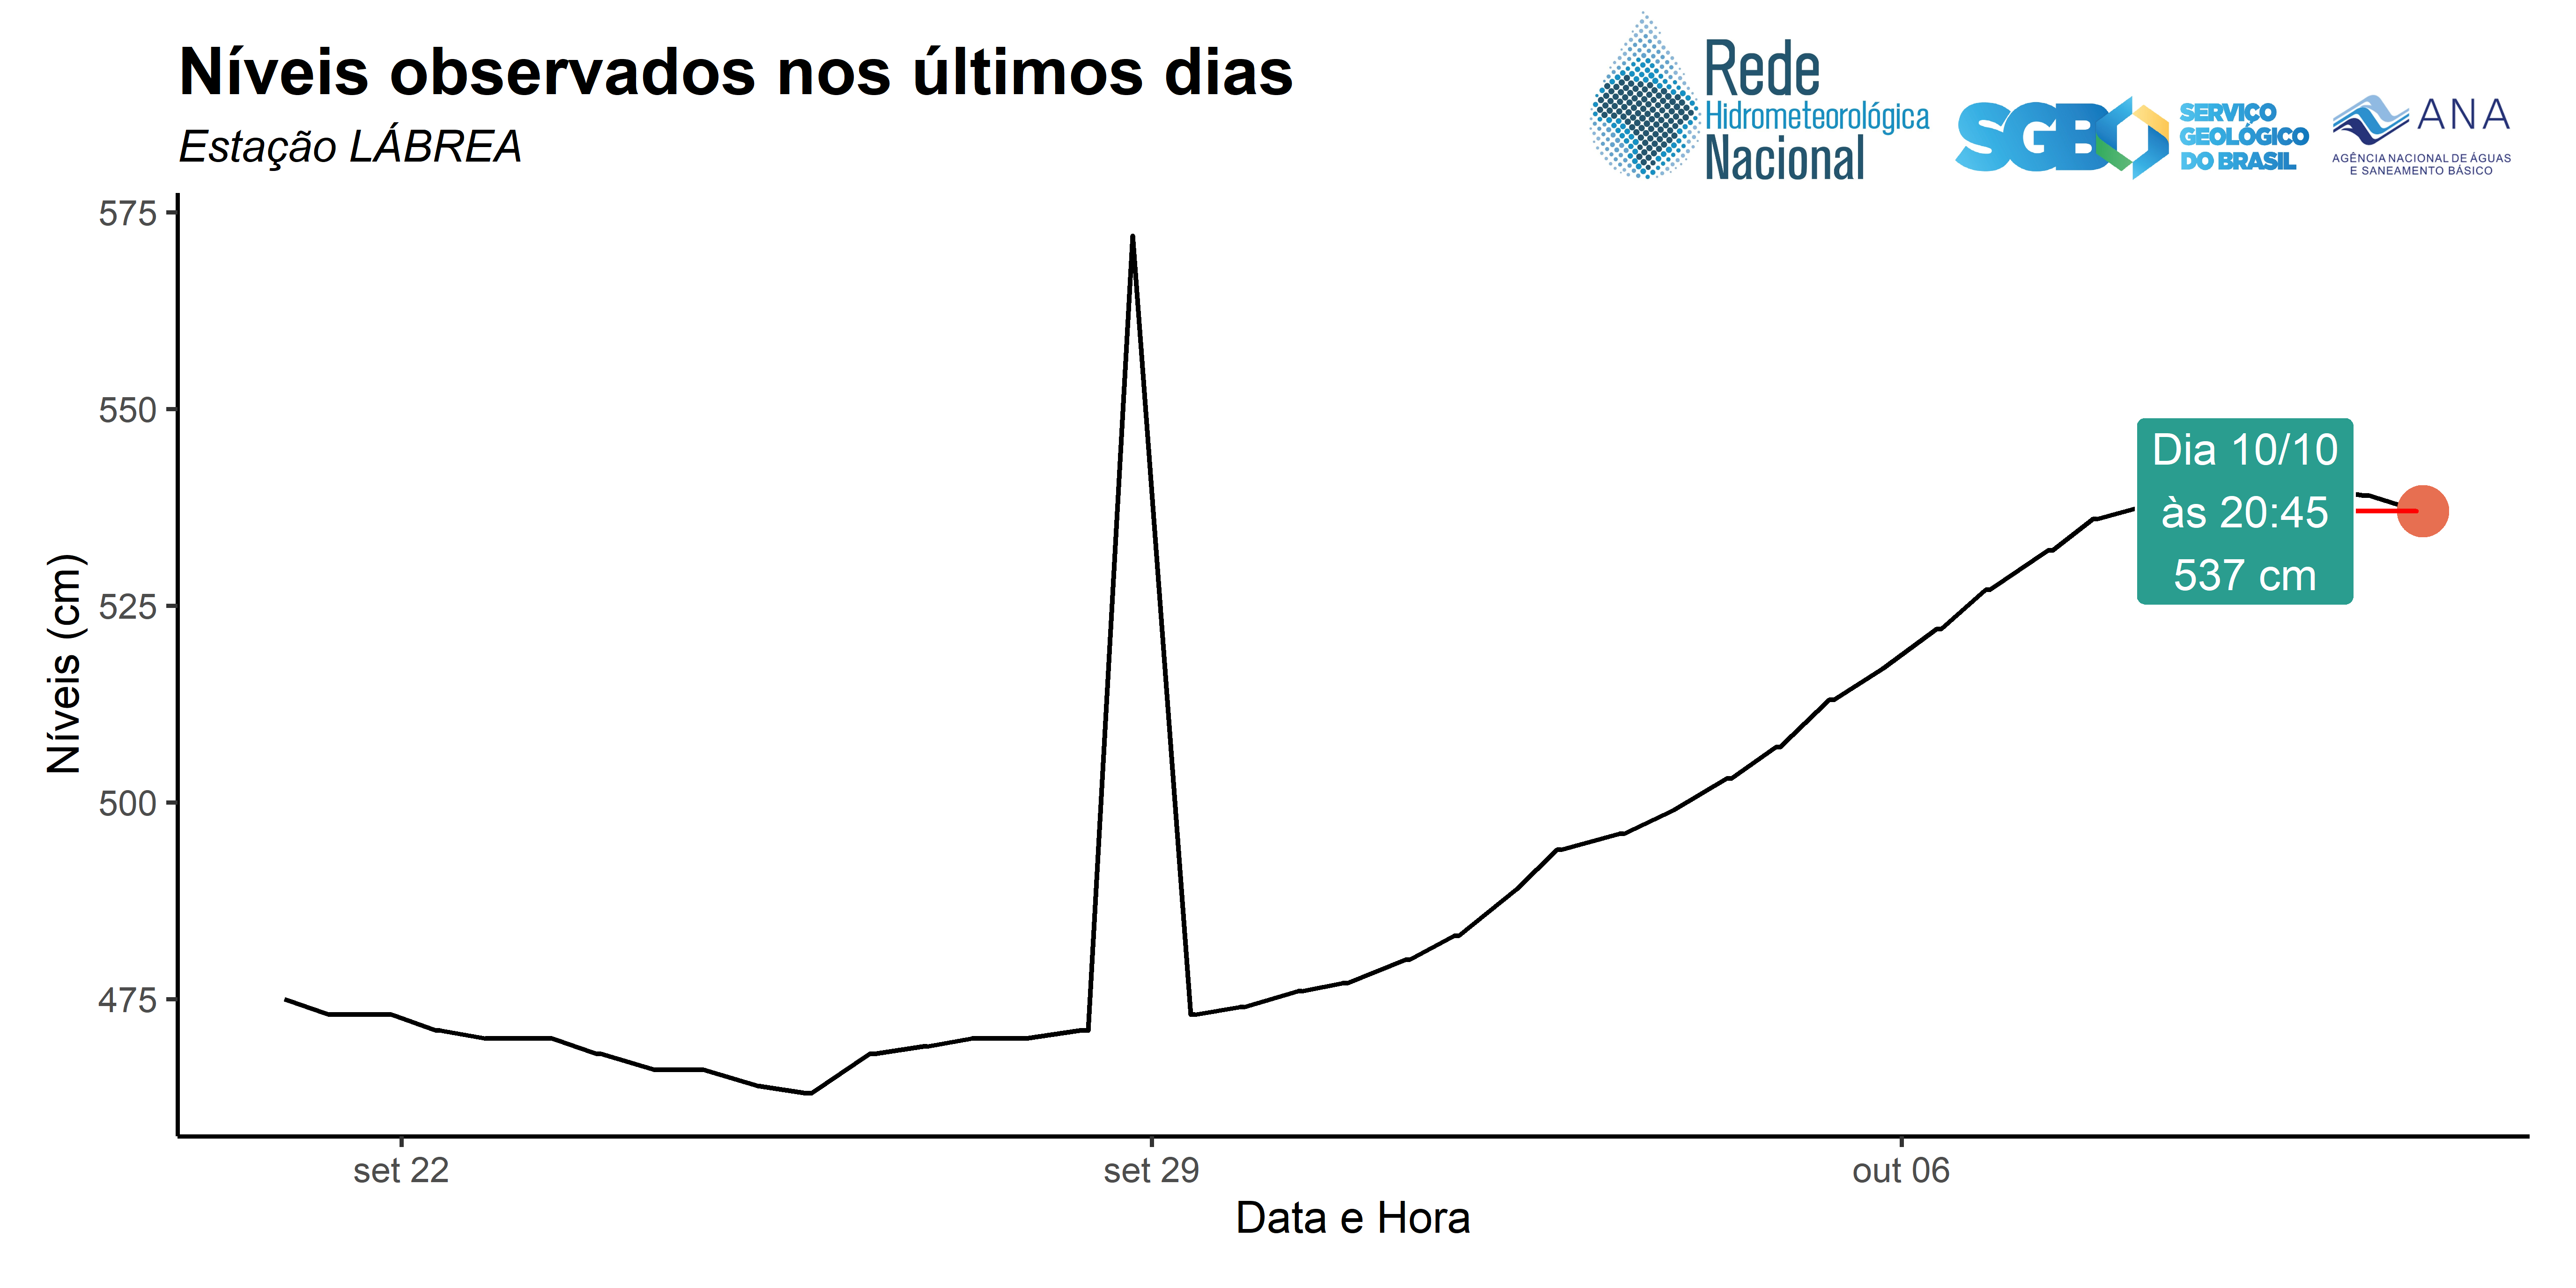 Níveis observados nos últimos dias
Estação LÁBREA
Rede
Hidrometeorológica
Nacional
SGB
SERVIÇO
GEOLÓGICO
DO BRASIL
ANA
AGÊNCIA NACIONAL DE ÁGUAS
E SANEAMENTO BÁSICO
575
550
525
500
475
Níveis (cm)
Dia 10/10
às 20:45
537 cm
set 22
set 29
out 06
Data e Hora